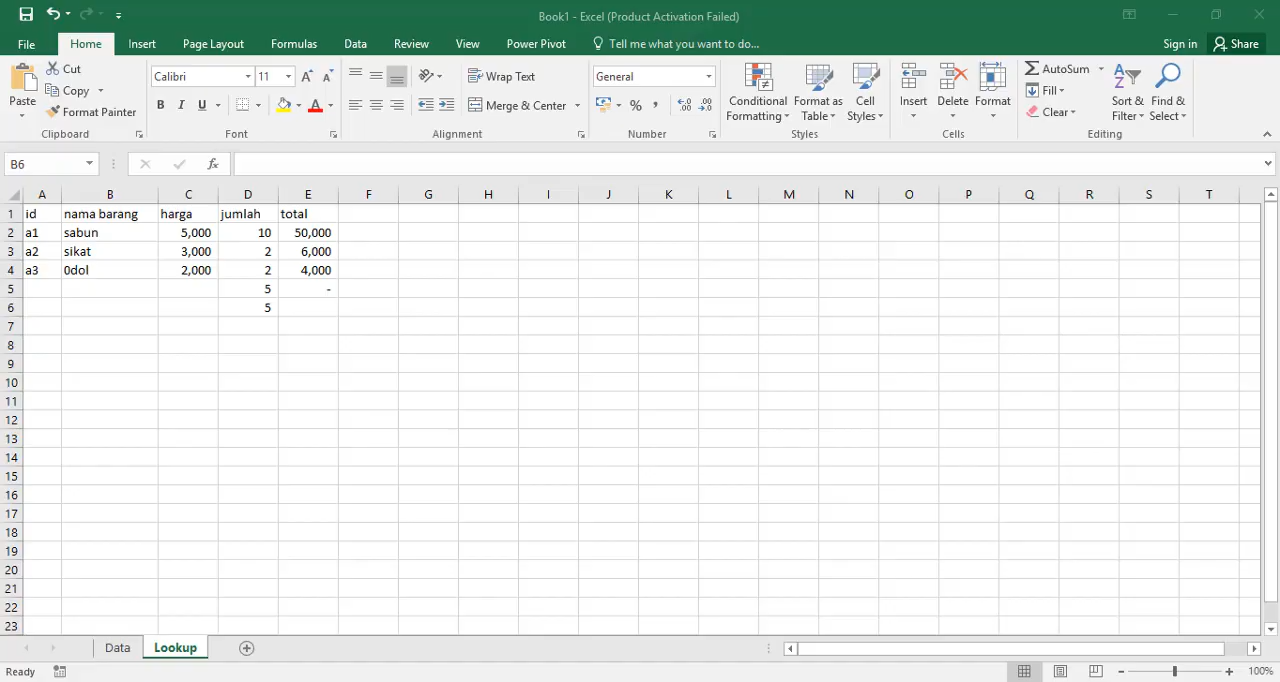 Book1 - Excel (Product Activation Failed)
File Home Insert Page Layout Formulas Data Review View Power Pivot Tell me what you want to do... Sign in Share
Paste
Cut
Copy
Format Painter
Clipboard
Calibri 11 A A
B I U A
Font
Wrap Text
Merge & Center
Alignment
General
% ,
Number
Conditional Formatting
Format as Table
Cell Styles
Styles
Insert
Delete
Format
Cells
AutoSum
Fill
Clear
Sort & Filter
Find & Select
Editing
B6 fx
A B C D E F G H I J K L M N O P Q R S T
1 id nama barang harga jumlah total
2 a1 sabun 5,000 10 50,000
3 a2 sikat 3,000 2 6,000
4 a3 0dol 2,000 2 4,000
5 5 -
6 5
7
8
9
10
11
12
13
14
15
16
17
18
19
20
21
22
23
Data Lookup
Ready 100%